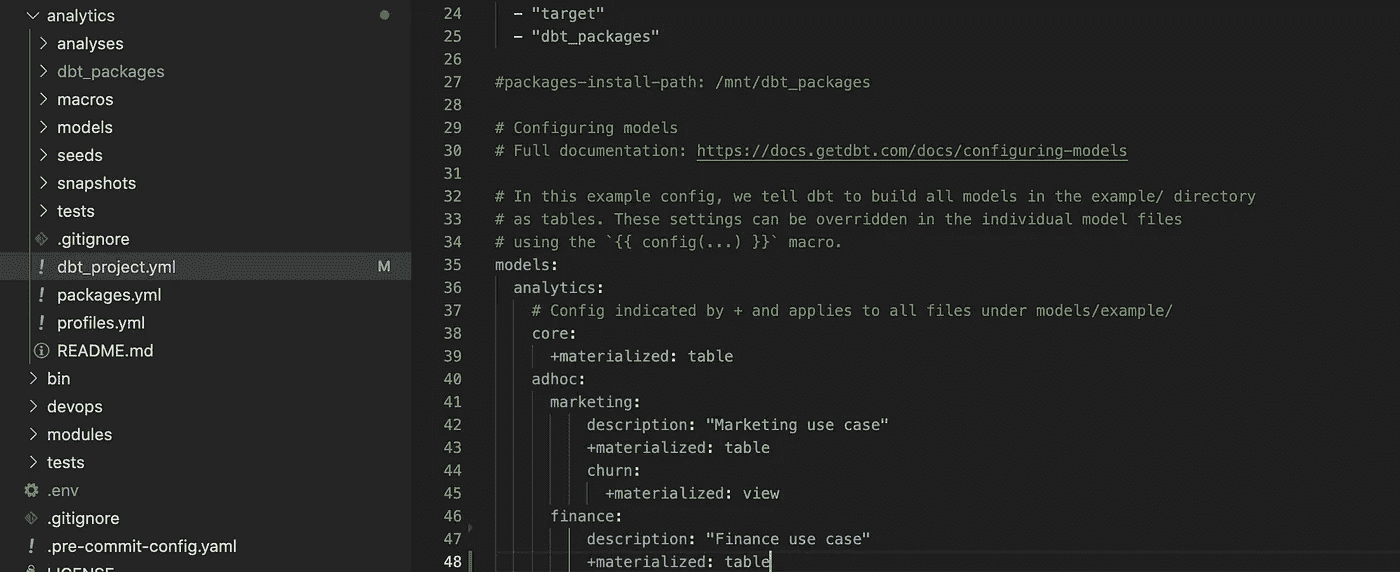 analytics
analyses
dbt_packages
macros
models
seeds
snapshots
tests
.gitignore
dbt_project.yml M
packages.yml
profiles.yml
README.md
bin
devops
modules
tests
.env
.gitignore
.pre-commit-config.yaml
LICENSE
24 - "target"
25 - "dbt_packages"
26
27 #packages-install-path: /mnt/dbt_packages
28
29 # Configuring models
30 # Full documentation: https://docs.getdbt.com/docs/configuring-models
31
32 # In this example config, we tell dbt to build all models in the example/ directory
33 # as tables. These settings can be overridden in the individual model files
34 # using the `{{ config(...) }}` macro.
35 models:
36 analytics:
37 # Config indicated by + and applies to all files under models/example/
38 core:
39 +materialized: table
40 adhoc:
41 marketing:
42 description: "Marketing use case"
43 +materialized: table
44 churn:
45 +materialized: view
46 finance:
47 description: "Finance use case"
48 +materialized: table